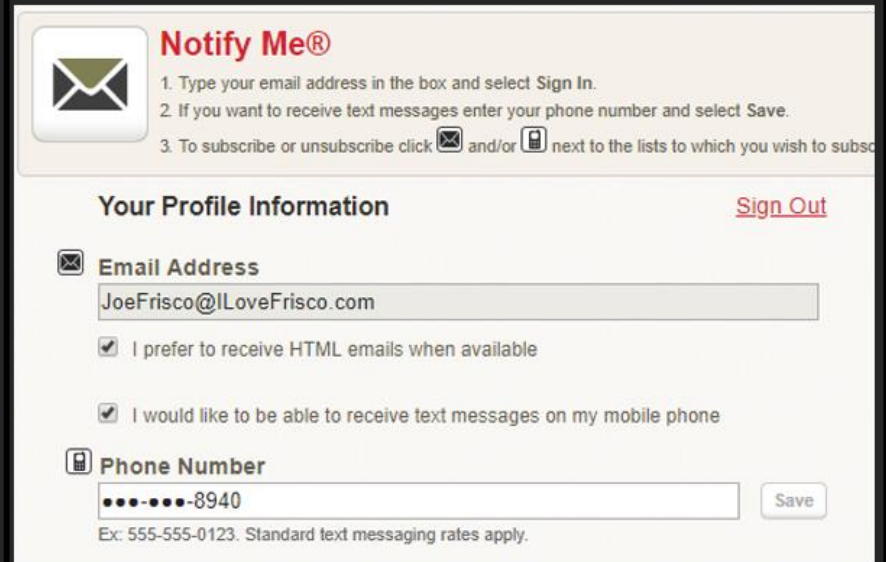 Notify Me®
1. Type your email address in the box and select Sign In.
2. If you want to receive text messages enter your phone number and select Save.
3. To subscribe or unsubscribe click and/or next to the lists to which you wish to subsc
Your Profile Information
Sign Out
Email Address
JoeFrisco@ILoveFrisco.com
I prefer to receive HTML emails when available
I would like to be able to receive text messages on my mobile phone
Phone Number
●●●-●●●-8940
Save
Ex: 555-555-0123. Standard text messaging rates apply.